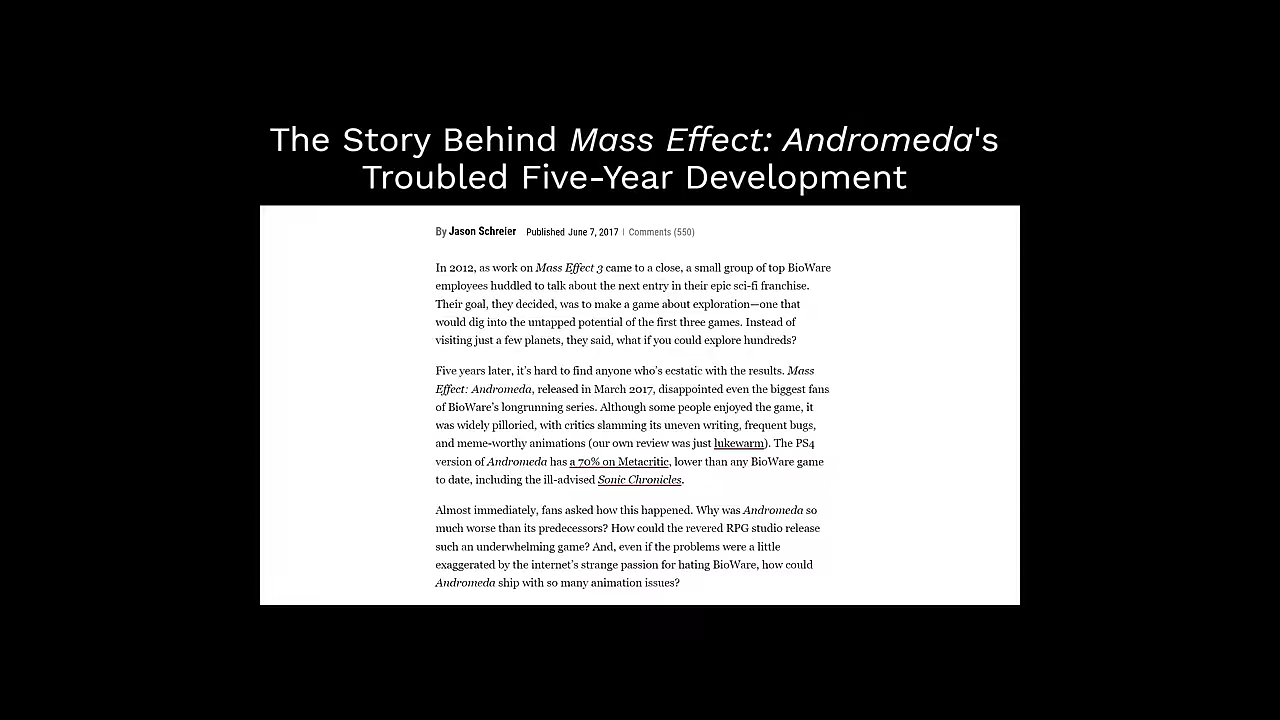 The Story Behind Mass Effect: Andromeda's
Troubled Five-Year Development
By Jason Schreier Published June 7, 2017 | Comments (550)
In 2012, as work on Mass Effect 3 came to a close, a small group of top BioWare
employees huddled to talk about the next entry in their epic sci-fi franchise.
Their goal, they decided, was to make a game about exploration—one that
would dig into the untapped potential of the first three games. Instead of
visiting just a few planets, they said, what if you could explore hundreds?
Five years later, it's hard to find anyone who's ecstatic with the results. Mass
Effect: Andromeda, released in March 2017, disappointed even the biggest fans
of BioWare's longrunning series. Although some people enjoyed the game, it
was widely pilloried, with critics slamming its uneven writing, frequent bugs,
and meme-worthy animations (our own review was just lukewarm). The PS4
version of Andromeda has a 70% on Metacritic, lower than any BioWare game
to date, including the ill-advised Sonic Chronicles.
Almost immediately, fans asked how this happened. Why was Andromeda so
much worse than its predecessors? How could the revered RPG studio release
such an underwhelming game? And, even if the problems were a little
exaggerated by the internet's strange passion for hating BioWare, how could
Andromeda ship with so many animation issues?